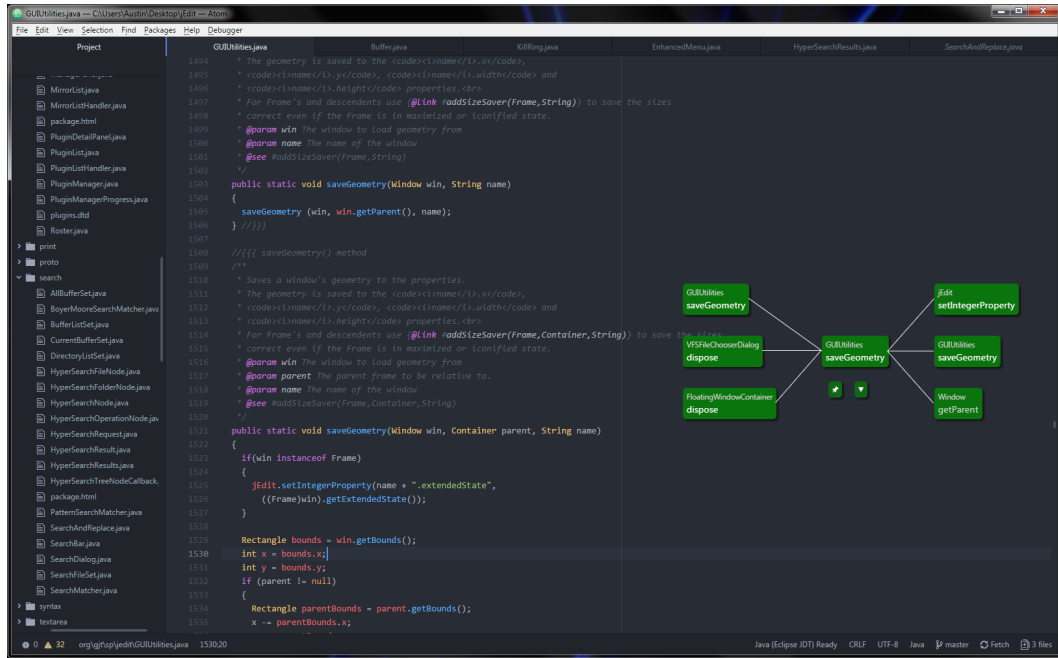 GUIUtilities.java — C:\Users\Austin\Desktop\jEdit — Atom
File Edit View Selection Find Packages Help Debugger
Project
GUIUtilities.java
Buffer.java
KillRing.java
EnhancedMenu.java
HyperSearchResults.java
SearchAndReplace.java
MirrorList.java
MirrorListHandler.java
package.html
PluginDetailPanel.java
PluginList.java
PluginListHandler.java
PluginManager.java
PluginManagerProgress.java
plugins.dtd
Roster.java
print
proto
search
AllBufferSet.java
BoyerMooreSearchMatcher.java
BufferListSet.java
CurrentBufferSet.java
DirectoryListSet.java
HyperSearchFileNode.java
HyperSearchFolderNode.java
HyperSearchNode.java
HyperSearchOperationNode.jav
HyperSearchRequest.java
HyperSearchResult.java
HyperSearchResults.java
HyperSearchTreeNodeCallback.
package.html
PatternSearchMatcher.java
SearchAndReplace.java
SearchBar.java
SearchDialog.java
SearchFileSet.java
SearchMatcher.java
syntax
textarea
1494 * The geometry is saved to the <code><i>name</i>.x</code>,
1495 * <code><i>name</i>.y</code>, <code><i>name</i>.width</code> and
1496 * <code><i>name</i>.height</code> properties.<br>
1497 * For Frame's and descendents use {@link #addSizeSaver(Frame,String)} to save the sizes
1498 * correct even if the Frame is in maximized or iconified state.
1499 * @param win The window to load geometry from
1500 * @param name The name of the window
1501 * @see #addSizeSaver(Frame,String)
1502 */
1503 public static void saveGeometry(Window win, String name)
1504 {
1505 saveGeometry (win, win.getParent(), name);
1506 } //}}}
1507
1508 //{{{ saveGeometry() method
1509 /**
1510 * Saves a window's geometry to the properties.
1511 * The geometry is saved to the <code><i>name</i>.x</code>,
1512 * <code><i>name</i>.y</code>, <code><i>name</i>.width</code> and
1513 * <code><i>name</i>.height</code> properties.<br>
1514 * For Frame's and descendents use {@link #addSizeSaver(Frame,Container,String)} to save the sizes
1515 * correct even if the Frame is in maximized or iconified state.
1516 * @param win The window to load geometry from
1517 * @param parent The parent frame to be relative to.
1518 * @param name The name of the window
1519 * @see #addSizeSaver(Frame,Container,String)
1520 */
1521 public static void saveGeometry(Window win, Container parent, String name)
1522 {
1523 if(win instanceof Frame)
1524 {
1525 jEdit.setIntegerProperty(name + ".extendedState",
1526 ((Frame)win).getExtendedState());
1527 }
1528
1529 Rectangle bounds = win.getBounds();
1530 int x = bounds.x;
1531 int y = bounds.y;
1532 if (parent != null)
1533 {
1534 Rectangle parentBounds = parent.getBounds();
1535 x -= parentBounds.x;
GUIUtilities
saveGeometry
VFSFileChooserDialog
dispose
FloatingWindowContainer
dispose
GUIUtilities
saveGeometry
jEdit
setIntegerProperty
GUIUtilities
saveGeometry
Window
getParent
0 32 org\gjt\sp\jedit\GUIUtilities.java 1530:20
Java (Eclipse JDT) Ready CRLF UTF-8 Java master Fetch 3 files